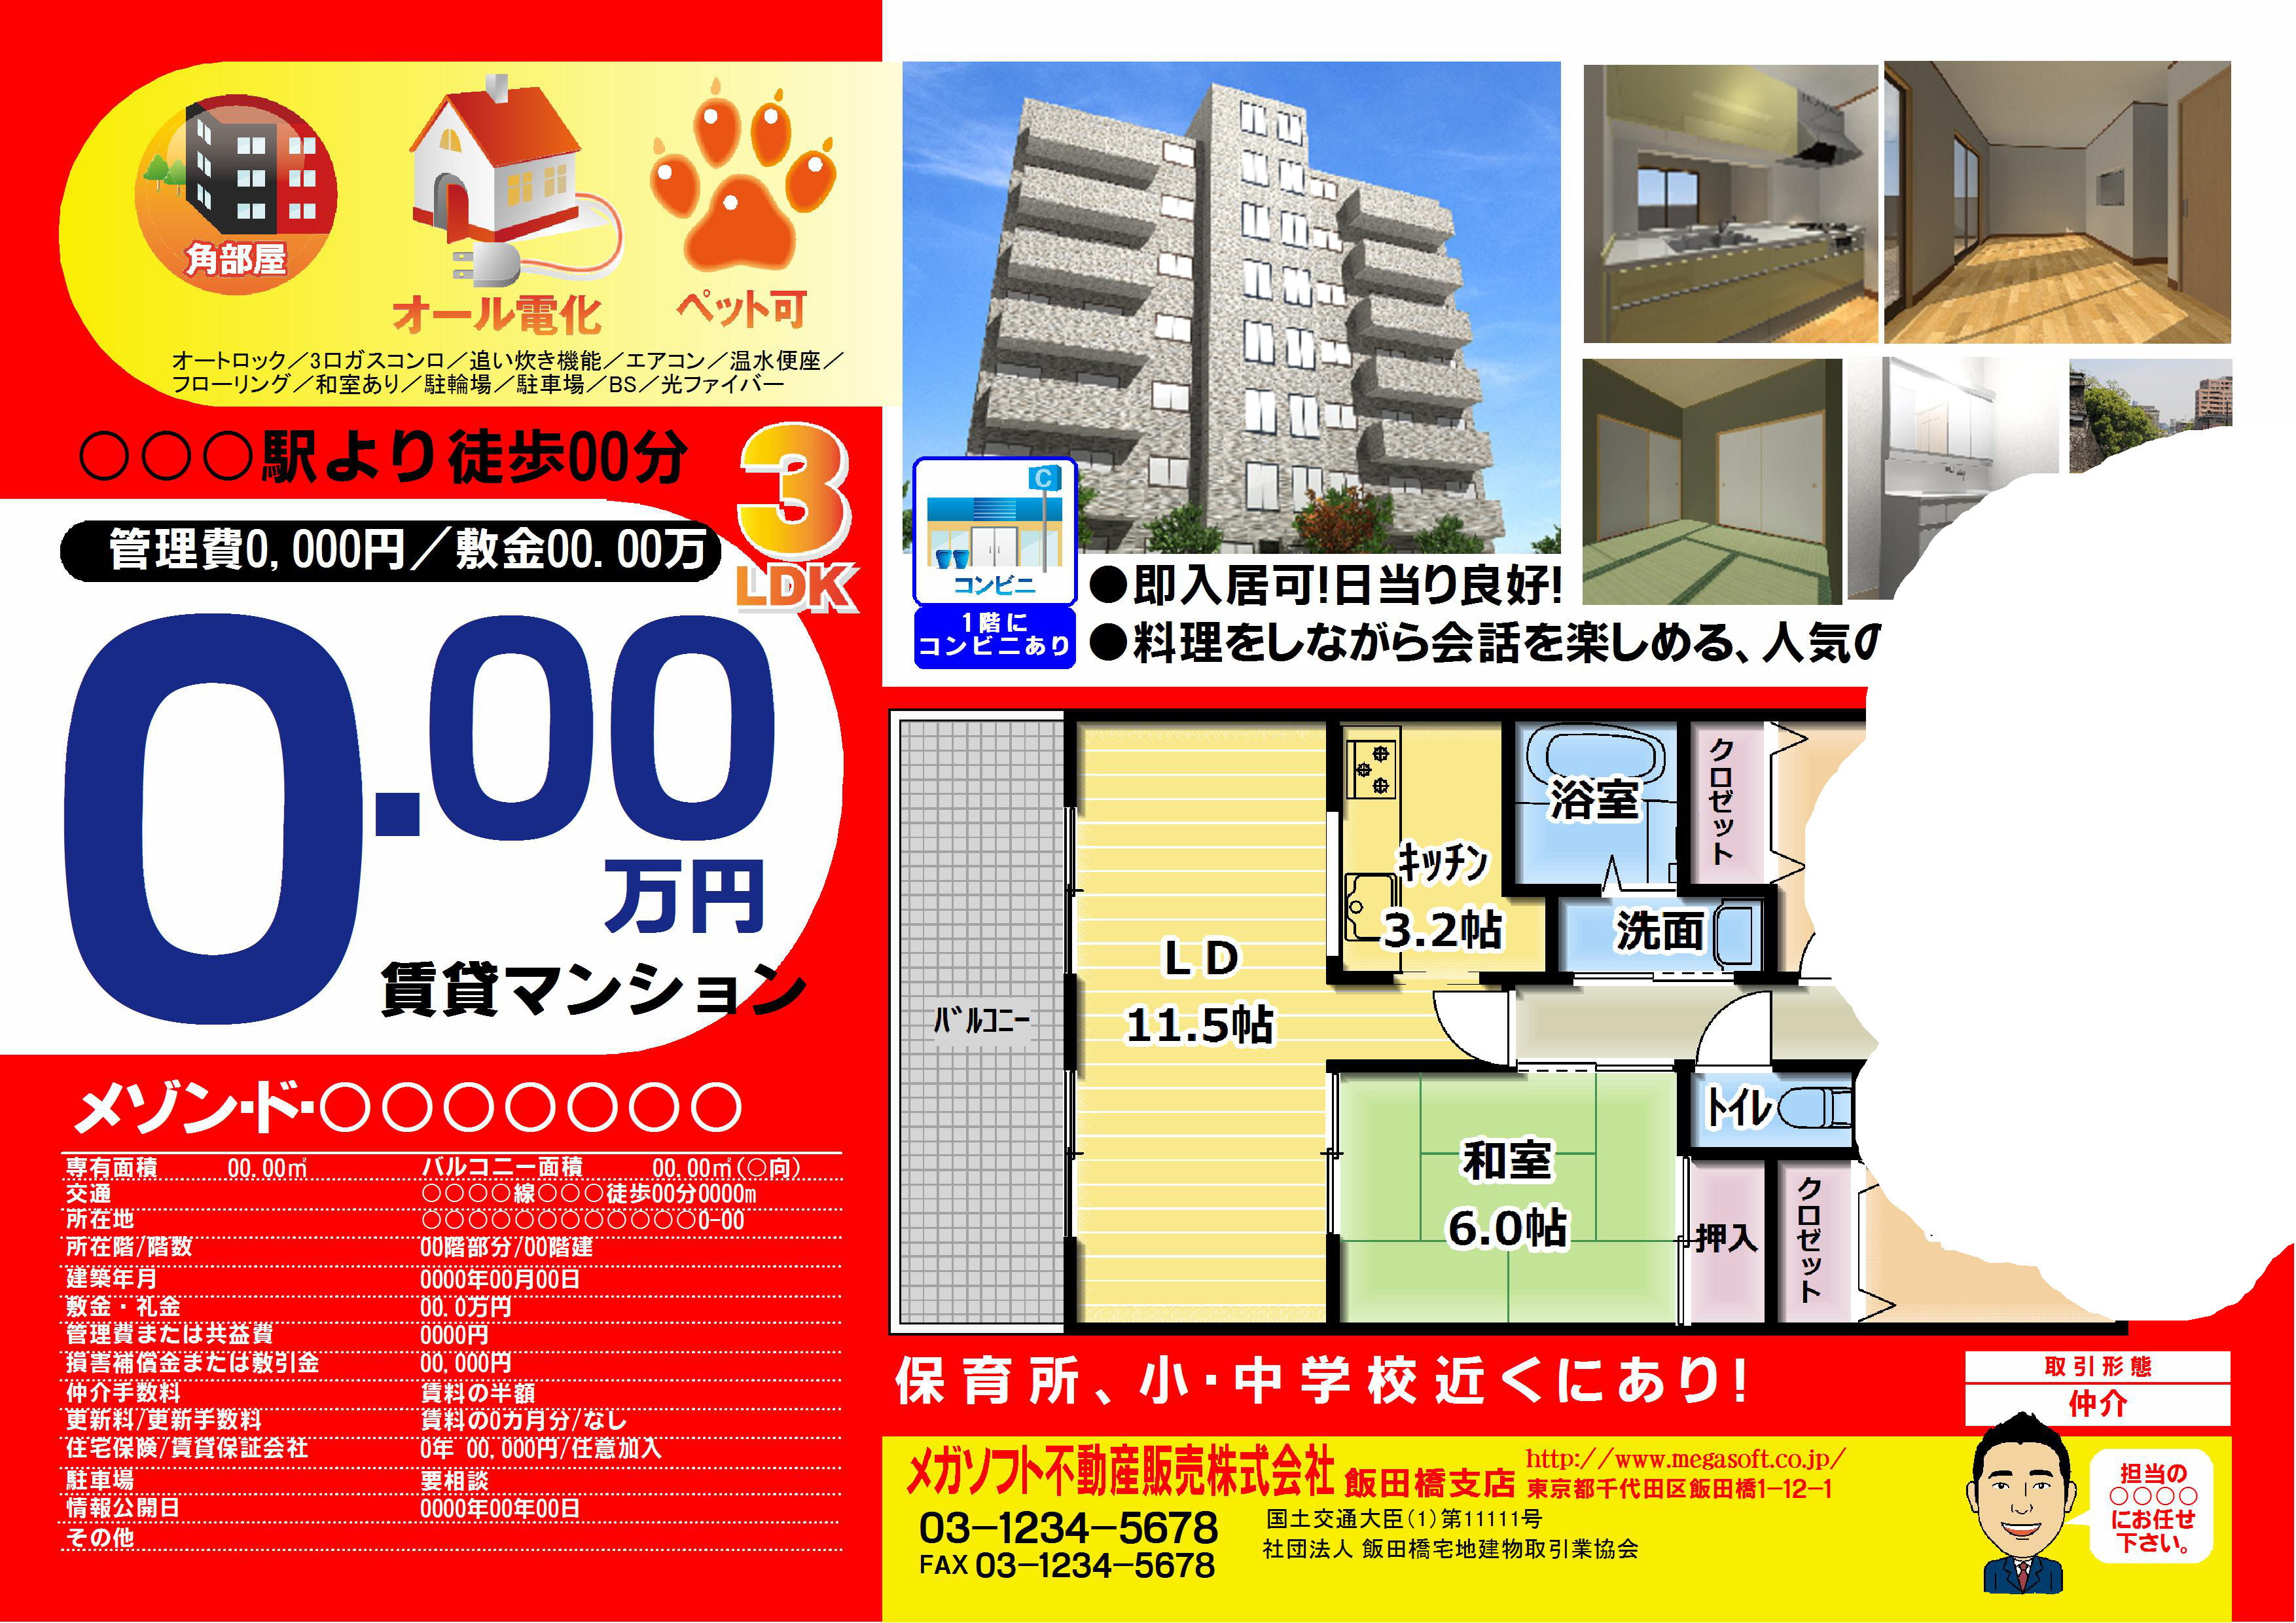 角部屋
オール電化
ペット可
オートロック／3口ガスコンロ／追い炊き機能／エアコン／温水便座／
フローリング／和室あり／駐輪場／駐車場／BS／光ファイバー
○○○駅より徒歩00分
3
LDK
管理費0,000円／敷金00.00万
0.00
万円
賃貸マンション
メゾン・ド・○○○○○○○
専有面積 00.00㎡ バルコニー面積 00.00㎡(○向)
交通 ○○○○線○○○徒歩00分0000m
所在地 ○○○○○○○○○○○○0-00
所在階/階数 00階部分/00階建
建築年月 0000年00月00日
敷金・礼金 00.0万円
管理費または共益費 0000円
損害補償金または敷引金 00,000円
仲介手数料 賃料の半額
更新料/更新手数料 賃料の0カ月分/なし
住宅保険/賃貸保証会社 0年 00,000円/任意加入
駐車場 要相談
情報公開日 0000年00年00日
その他
C
コンビニ
1階に
コンビニあり
●即入居可!日当り良好!
●料理をしながら会話を楽しめる、人気の
バルコニー
LD
11.5帖
キッチン
3.2帖
浴室
クロゼット
洗面
トイレ
和室
6.0帖
押入
クロゼット
保育所、小・中学校近くにあり!
取引形態
仲介
メガソフト不動産販売株式会社 飯田橋支店
http://www.megasoft.co.jp/
東京都千代田区飯田橋1-12-1
03-1234-5678
FAX 03-1234-5678
国土交通大臣(1)第11111号
社団法人 飯田橋宅地建物取引業協会
担当の
○○○○
にお任せ
下さい。